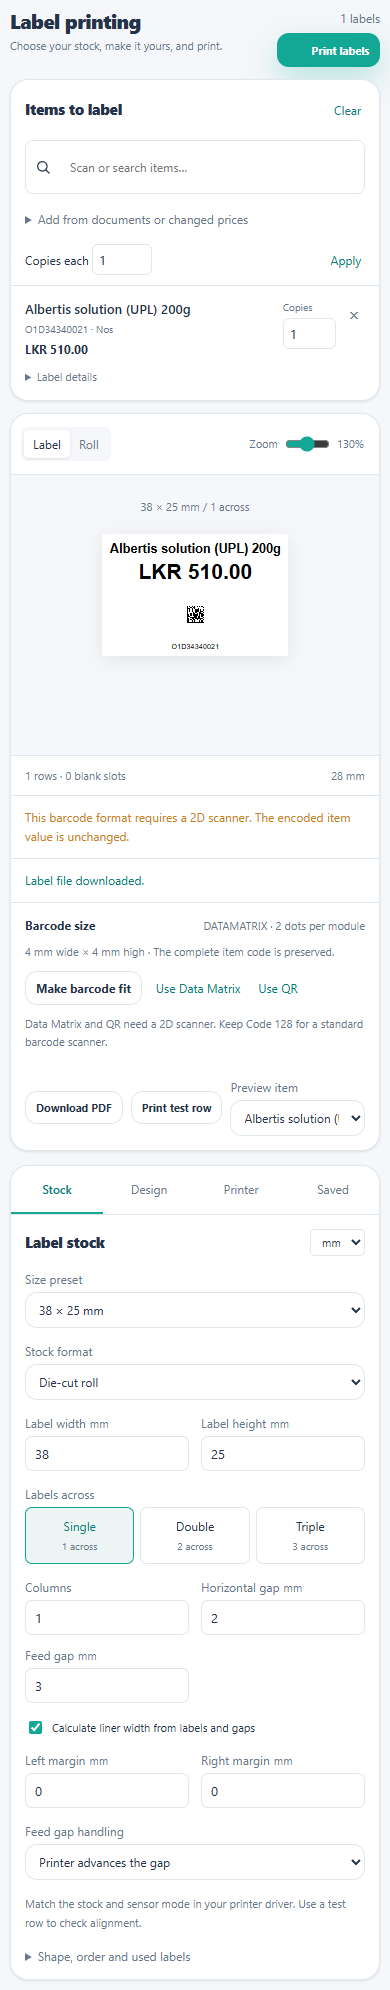 Label printing
1 labels
Choose your stock, make it yours, and print.
Print labels
Items to label
Clear
Scan or search items...
▶ Add from documents or changed prices
Copies each 1
Apply
Albertis solution (UPL) 200g
Copies
O1D34340021 · Nos
1
×
LKR 510.00
▶ Label details
Label Roll
Zoom 130%
38 × 25 mm / 1 across
Albertis solution (UPL) 200g
LKR 510.00
O1D34340021
1 rows · 0 blank slots
28 mm
This barcode format requires a 2D scanner. The encoded item
value is unchanged.
Label file downloaded.
Barcode size
DATAMATRIX · 2 dots per module
4 mm wide × 4 mm high · The complete item code is preserved.
Make barcode fit Use Data Matrix Use QR
Data Matrix and QR need a 2D scanner. Keep Code 128 for a standard
barcode scanner.
Preview item
Download PDF Print test row Albertis solution (U
Stock Design Printer Saved
Label stock
mm
Size preset
38 × 25 mm
Stock format
Die-cut roll
Label width mm Label height mm
38 25
Labels across
Single Double Triple
1 across 2 across 3 across
Columns Horizontal gap mm
1 2
Feed gap mm
3
Calculate liner width from labels and gaps
Left margin mm Right margin mm
0 0
Feed gap handling
Printer advances the gap
Match the stock and sensor mode in your printer driver. Use a test
row to check alignment.
▶ Shape, order and used labels